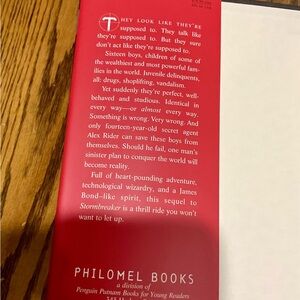 THEY LOOK LIKE THEY'RE
supposed to. They talk like
they're supposed to. But they sure
don't act like they're supposed to.
Sixteen boys, children of some of
the wealthiest and most powerful fam-
ilies in the world. Juvenile delinquents,
all: drugs, shoplifting, vandalism.
Yet suddenly they're perfect, well-
behaved and studious. Identical in
every way—or almost every way.
Something is wrong. Very wrong. And
only fourteen-year-old secret agent
Alex Rider can save these boys from
themselves. Should he fail, one man's
sinister plan to conquer the world will
become reality.
Full of heart-pounding adventure,
technological wizardry, and a James
Bond–like spirit, this sequel to
Stormbreaker is a thrill ride you won't
want to let up.
PHILOMEL BOOKS
a division of
Penguin Putnam Books for Young Readers